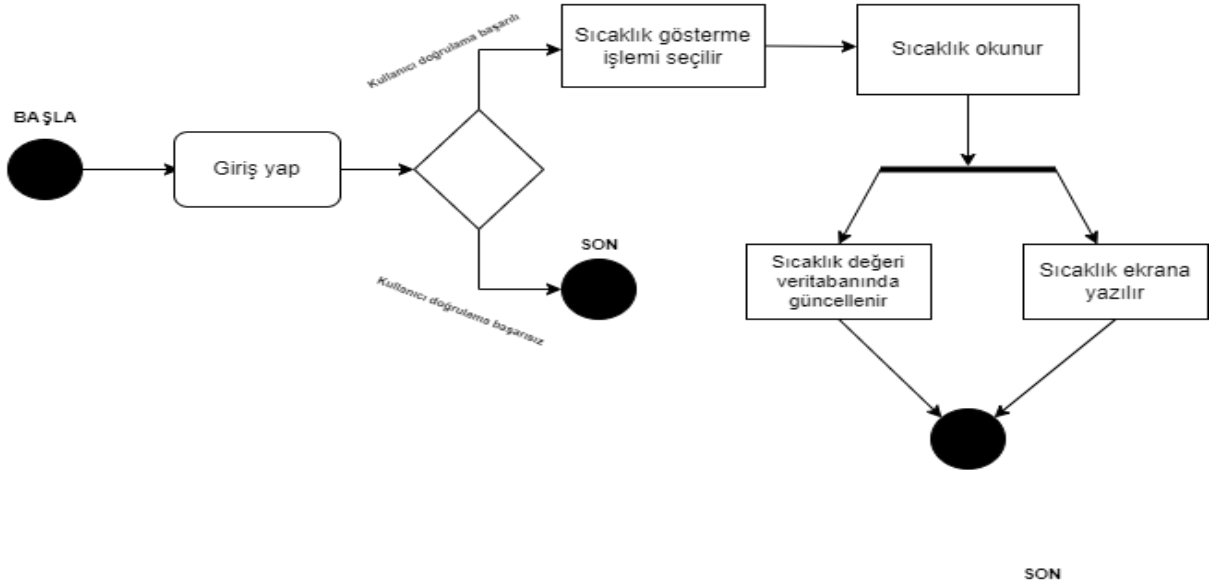 BAŞLA
Giriş yap
Kullanıcı doğrulama başarılı
Kullanıcı doğrulama başarısız
SON
Sıcaklık gösterme
işlemi seçilir
Sıcaklık okunur
Sıcaklık değeri
veritabanında
güncellenir
Sıcaklık ekrana
yazılır
SON